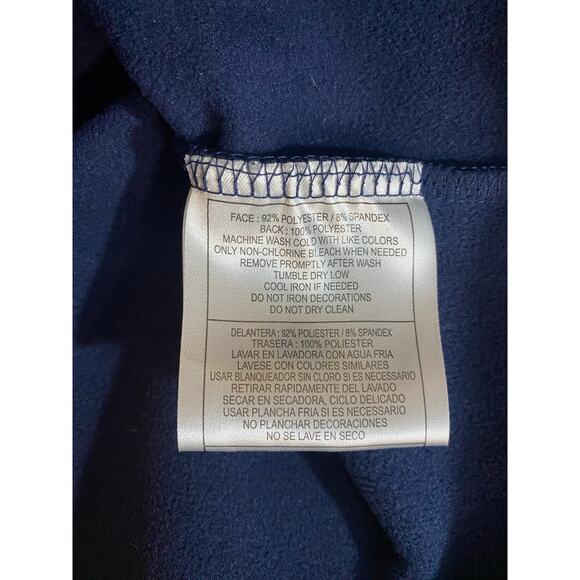 FACE : 92% POLYESTER / 8% SPANDEX
BACK : 100% POLYESTER
MACHINE WASH COLD WITH LIKE COLORS
ONLY NON-CHLORINE BLEACH WHEN NEEDED
REMOVE PROMPTLY AFTER WASH
TUMBLE DRY LOW
COOL IRON IF NEEDED
DO NOT IRON DECORATIONS
DO NOT DRY CLEAN
DELANTERA : 92% POLIESTER / 8% SPANDEX
TRASERA : 100% POLIESTER
LAVAR EN LAVADORA CON AGUA FRIA
LAVESE CON COLORES SIMILARES
USAR BLANQUEADOR SIN CLORO SI ES NECESARIO
RETIRAR RAPIDAMENTE DEL LAVADO
SECAR EN SECADORA, CICLO DELICADO
USAR PLANCHA FRIA SI ES NECESARIO
NO PLANCHAR DECORACIONES
NO SE LAVE EN SECO